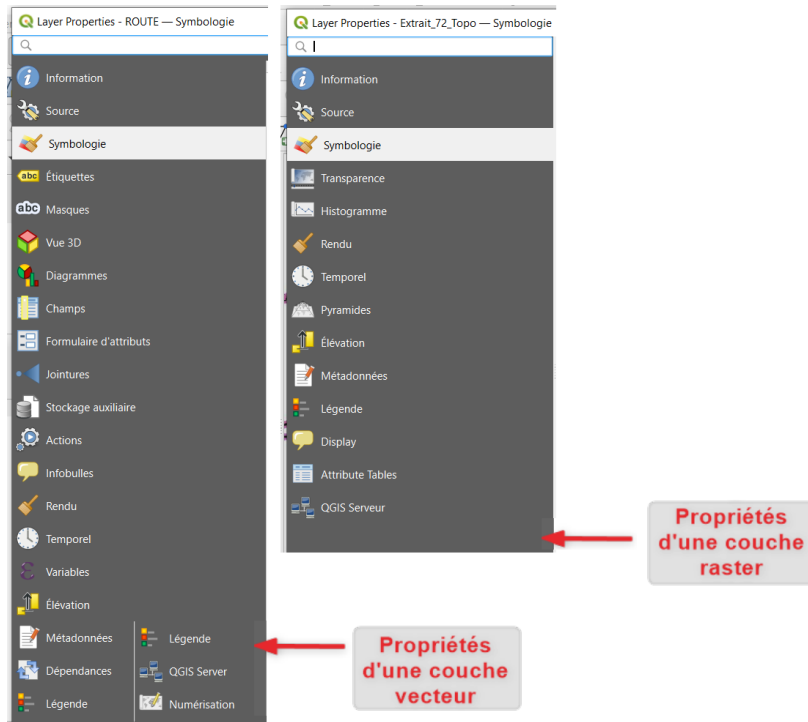 Layer Properties - ROUTE — Symbologie
Information
Source
Symbologie
abc Étiquettes
abc Masques
Vue 3D
Diagrammes
Champs
Formulaire d'attributs
Jointures
Stockage auxiliaire
Actions
Infobulles
Rendu
Temporel
Variables
Élévation
Métadonnées
Dépendances
Légende
Légende
QGIS Server
Numérisation
Layer Properties - Extrait_72_Topo — Symbologie
Information
Source
Symbologie
Transparence
Histogramme
Rendu
Temporel
Pyramides
Élévation
Métadonnées
Légende
Display
Attribute Tables
QGIS Serveur
Propriétés
d'une couche
raster
Propriétés
d'une couche
vecteur